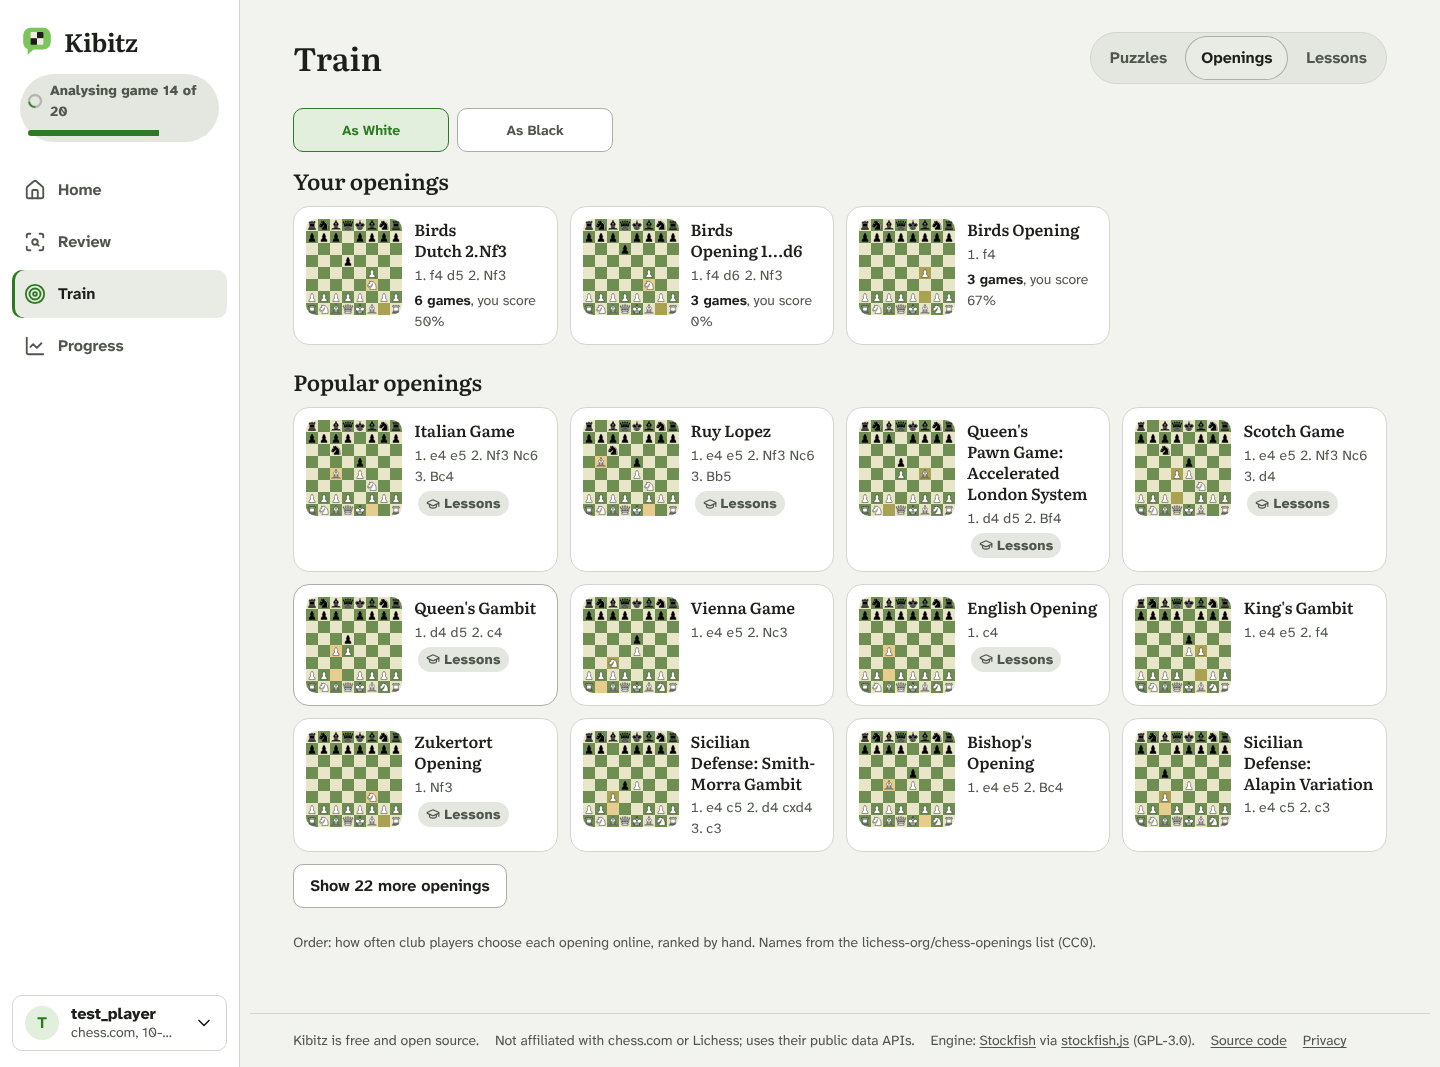 Kibitz
Analysing game 14 of
20
Home
Review
Train
Progress
test_player
chess.com, 10-...
T
Train
Puzzles
Openings
Lessons
As White
As Black
Your openings
Birds
Dutch 2.Nf3
1. f4 d5 2. Nf3
6 games, you score
50%
Birds
Opening 1...d6
1. f4 d6 2. Nf3
3 games, you score
0%
Birds Opening
1. f4
3 games, you score
67%
Popular openings
Italian Game
1. e4 e5 2. Nf3 Nc6
3. Bc4
Lessons
Ruy Lopez
1. e4 e5 2. Nf3 Nc6
3. Bb5
Lessons
Queen's
Pawn Game:
Accelerated
London System
1. d4 d5 2. Bf4
Lessons
Scotch Game
1. e4 e5 2. Nf3 Nc6
3. d4
Lessons
Queen's Gambit
1. d4 d5 2. c4
Lessons
Vienna Game
1. e4 e5 2. Nc3
English Opening
1. c4
Lessons
King's Gambit
1. e4 e5 2. f4
Zukertort
Opening
1. Nf3
Lessons
Sicilian
Defense: Smith-
Morra Gambit
1. e4 c5 2. d4 cxd4
3. c3
Bishop's
Opening
1. e4 e5 2. Bc4
Sicilian
Defense:
Alapin Variation
1. e4 c5 2. c3
Show 22 more openings
Order: how often club players choose each opening online, ranked by hand. Names from the lichess-org/chess-openings list (CC0).
Kibitz is free and open source. Not affiliated with chess.com or Lichess; uses their public data APIs. Engine: Stockfish via stockfish.js (GPL-3.0). Source code Privacy